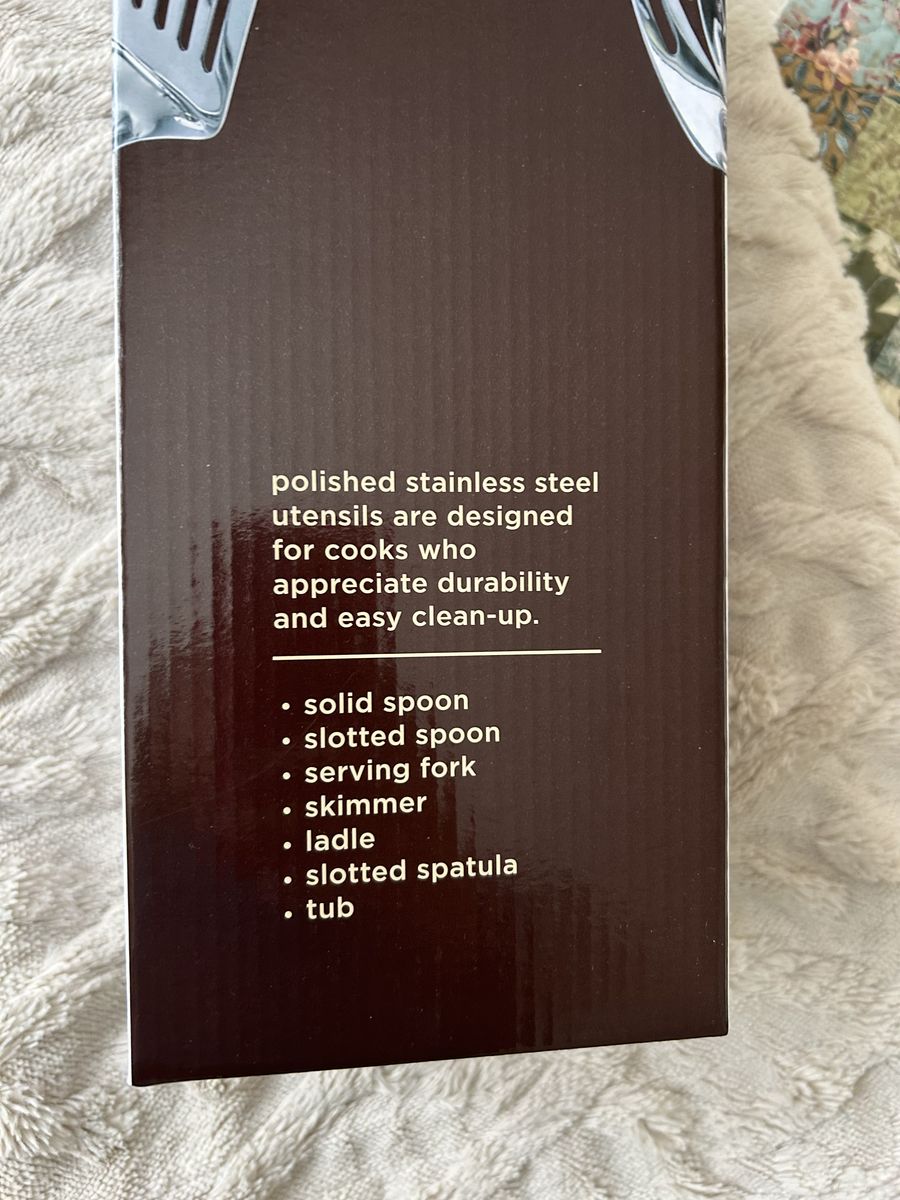 polished stainless steel
utensils are designed
for cooks who
appreciate durability
and easy clean-up.
• solid spoon
• slotted spoon
• serving fork
• skimmer
• ladle
• slotted spatula
• tub